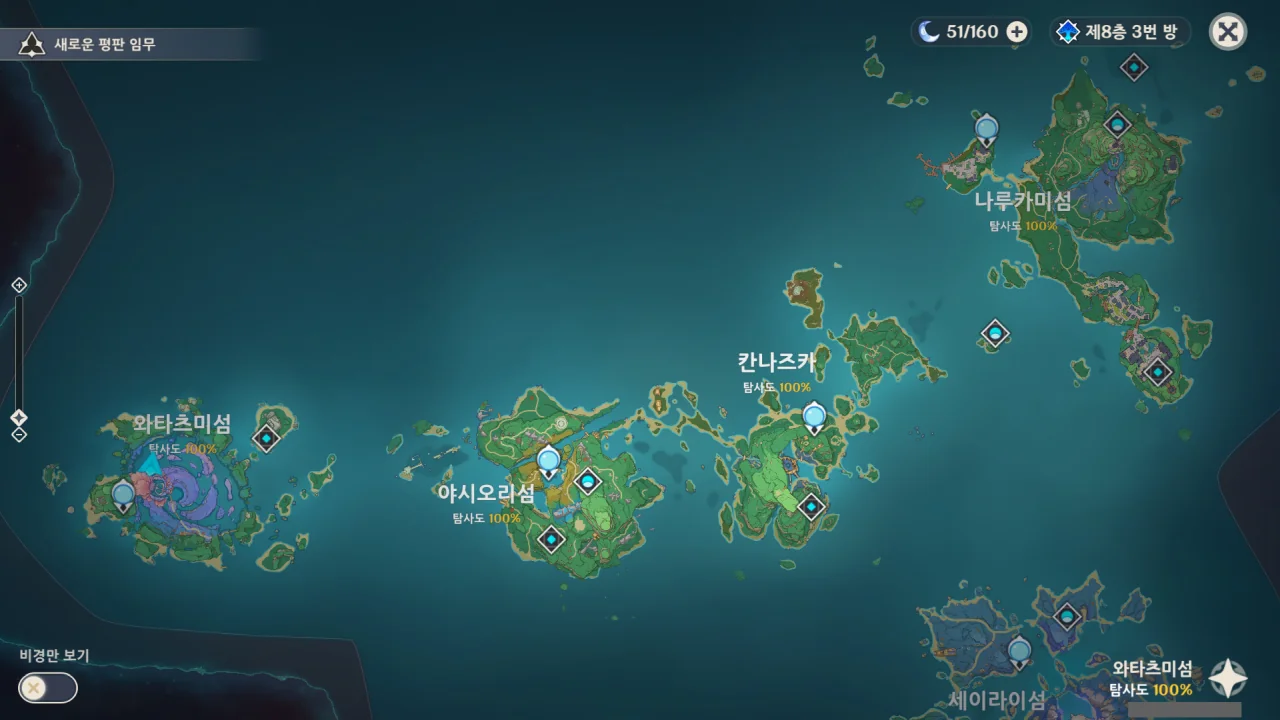 새로운 평판 임무
51/160
제8층 3번 방
나루카미섬
탐사도 100%
칸나즈카
탐사도 100%
와타츠미섬
탐사도 100%
야시오리섬
탐사도 100%
비경만 보기
와타츠미섬
탐사도 100%
세이라이섬